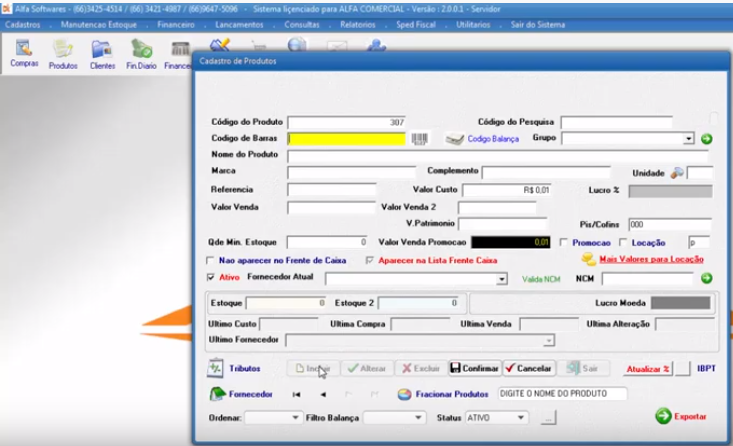 Alfa Softwares - (66)3425-4514 / (66) 3421-4987 / (66)9647-5096 - Sistema liçenciado para ALFA COMERCIAL - Versão : 2.0.0.1 - Servidor
Cadastros . Manutencao Estoque . Financeiro . Lancamentos . Consultas . Relatorios . Sped Fiscal . Utilitarios . Sair do Sistema
Compras Produtos Clientes Fin.Diario Financei
Cadastro de Produtos
Código do Produto 307 Código do Pesquisa
Codigo de Barras Codigo Balança Grupo
Nome do Produto
Marca Complemento Unidade
Referencia Valor Custo R$ 0,01 Lucro %
Valor Venda Valor Venda 2
V.Patrimonio Pis/Cofins 000
Qde Min. Estoque 0 Valor Venda Promocao 0,01 Promocao Locação p
Nao aparecer no Frente de Caixa Aparecer na Lista Frente Caixa Mais Valores para Locação
Ativo Fornecedor Atual Valida NCM NCM
Estoque 0 Estoque 2 0 Lucro Moeda
Ultimo Custo Ultima Compra Ultima Venda Ultima Alteração
Ultimo Fornecedor
Tributos Incluir Alterar Excluir Confirmar Cancelar Sair Atualizar % IBPT
Fornecedor Fracionar Produtos DIGITE O NOME DO PRODUTO
Ordenar: Filtro Balança Status ATIVO ... Exportar